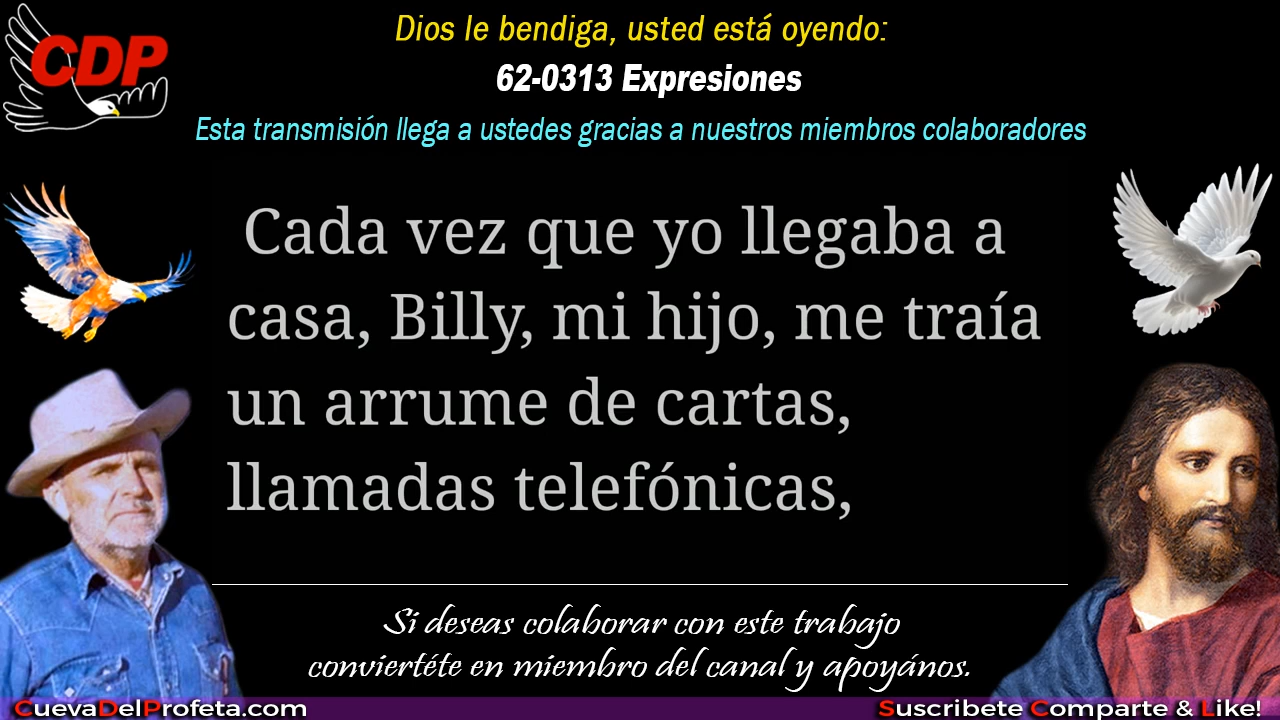 CDP
Dios le bendiga, usted está oyendo:
62-0313 Expresiones
Esta transmisión llega a ustedes gracias a nuestros miembros colaboradores
Cada vez que yo llegaba a
casa, Billy, mi hijo, me traía
un arrume de cartas,
llamadas telefónicas,
Si deseas colaborar con este trabajo
conviertéte en miembro del canal y apoyános.
CuevaDelProfeta.com
Suscribete Comparte & Like!